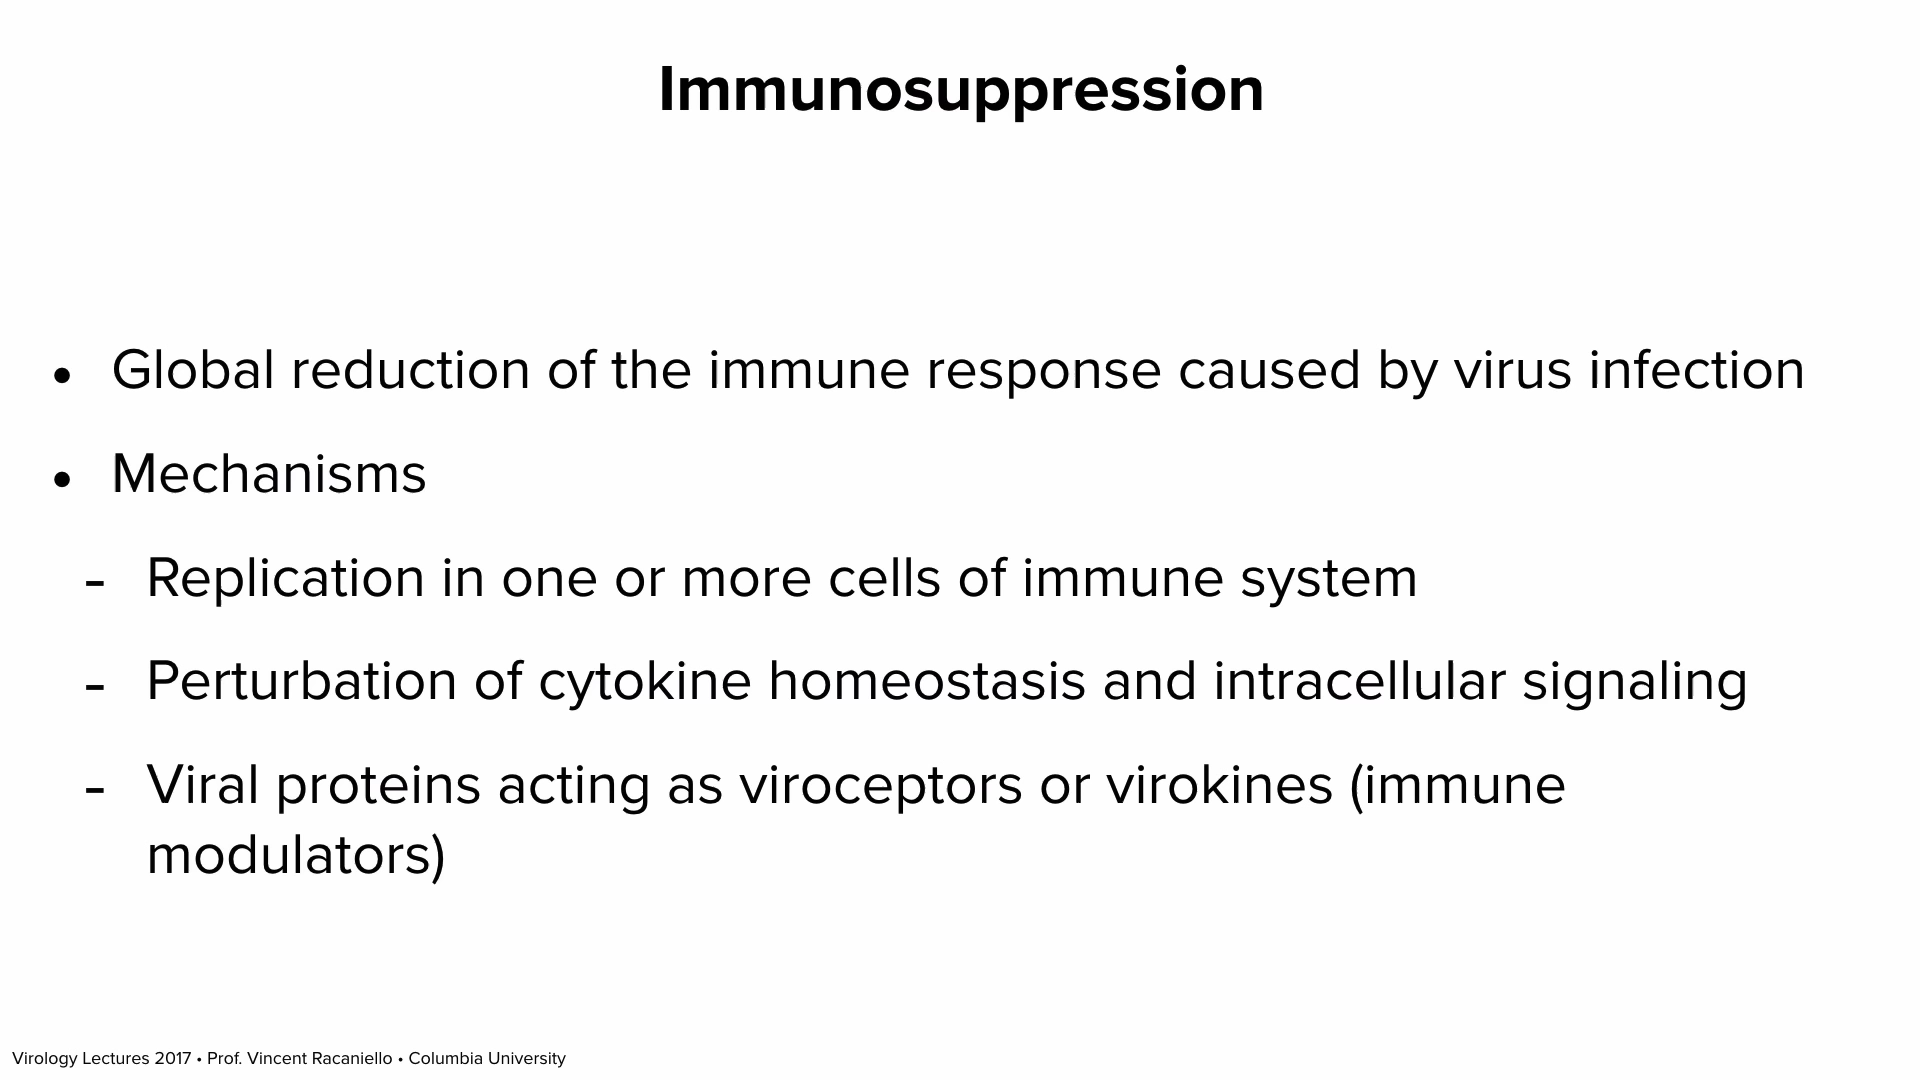 Immunosuppression
• Global reduction of the immune response caused by virus infection
• Mechanisms
- Replication in one or more cells of immune system
- Perturbation of cytokine homeostasis and intracellular signaling
- Viral proteins acting as viroceptors or virokines (immune
modulators)
Virology Lectures 2017 • Prof. Vincent Racaniello • Columbia University